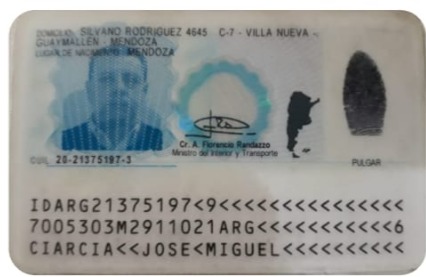 DOMICILIO: SILVANO RODRIGUEZ 4645 C-7 - VILLA NUEVA -
GUAYMALLEN - MENDOZA
LUGAR DE NACIMIENTO: MENDOZA
Cr. A. Florencio Randazzo
Ministro del Interior y Transporte
CUIL 20-21375197-3
PULGAR
IDARG21375197<9<<<<<<<<<<<<<<<
7005303M2911021ARG<<<<<<<<<<<6
CIARCIA<<JOSE<MIGUEL<<<<<<<<<<